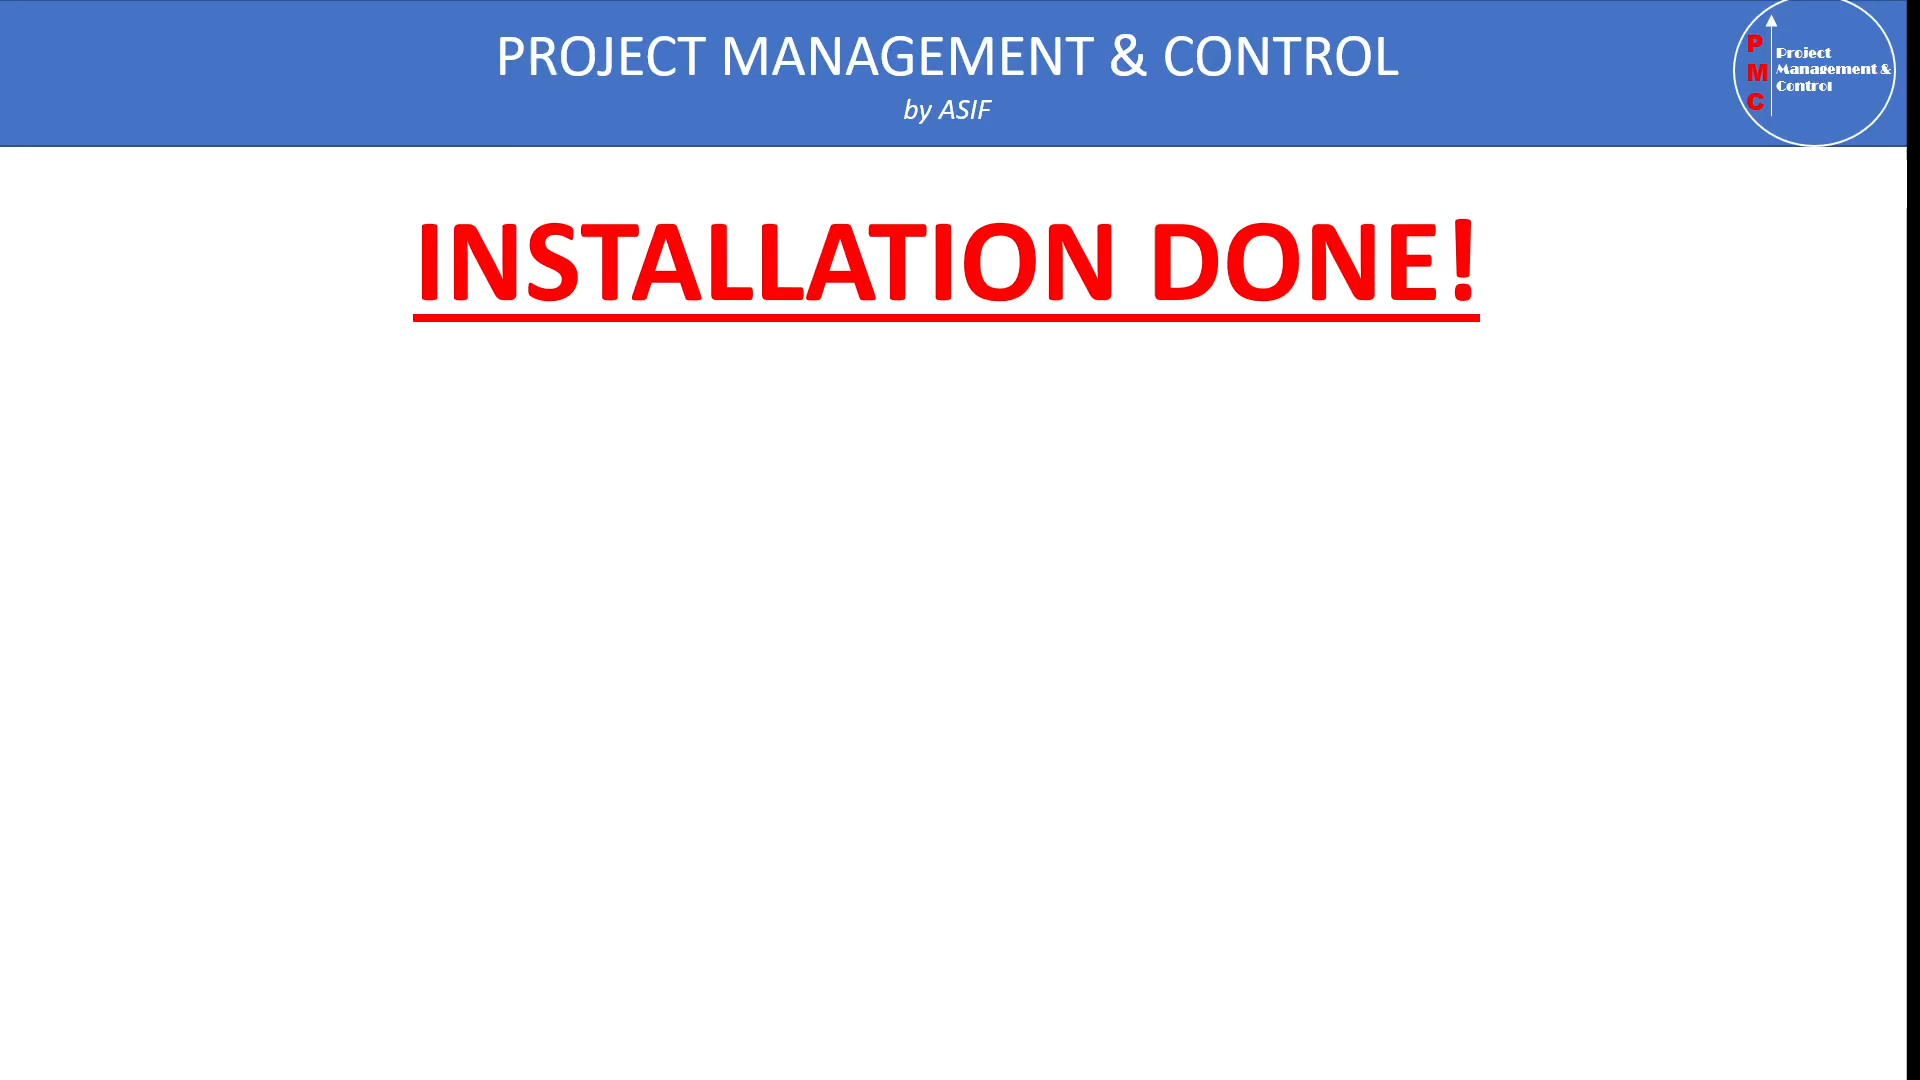 PROJECT MANAGEMENT & CONTROL
by ASIF
P
M
C
Project
Management &
Control
INSTALLATION DONE!